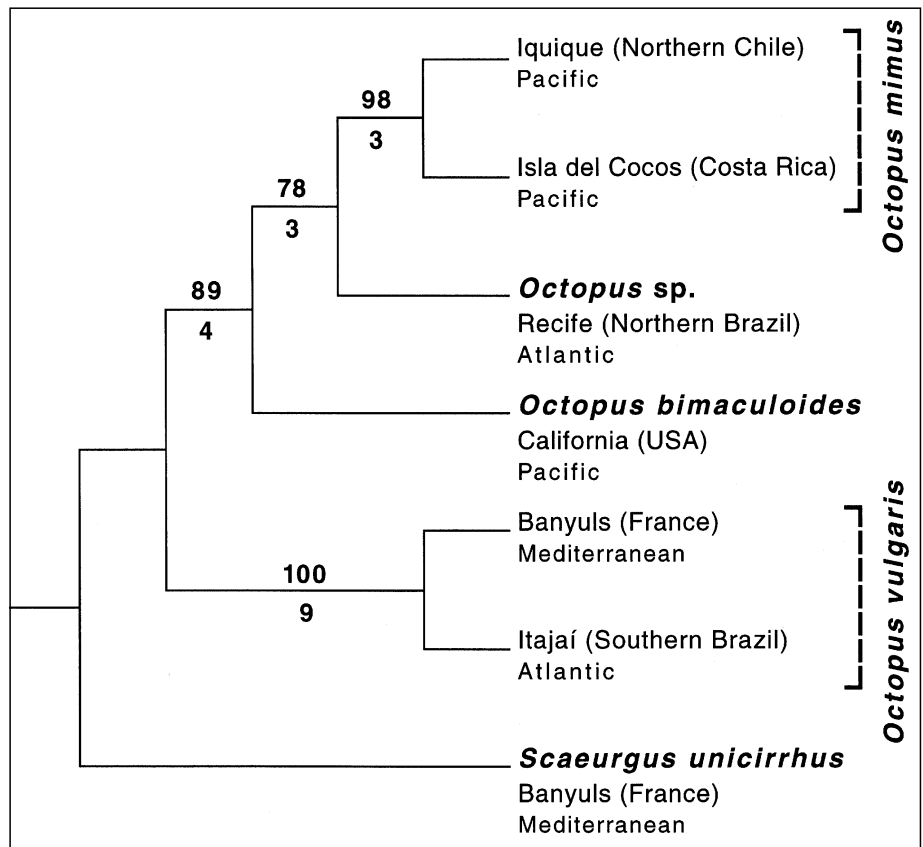 Iquique (Northern Chile)
Pacific
98
3
Isla del Cocos (Costa Rica)
Pacific
Octopus mimus
78
3
Octopus sp.
Recife (Northern Brazil)
Atlantic
89
4
Octopus bimaculoides
California (USA)
Pacific
Banyuls (France)
Mediterranean
100
9
Itajaí (Southern Brazil)
Atlantic
Octopus vulgaris
Scaeurgus unicirrhus
Banyuls (France)
Mediterranean